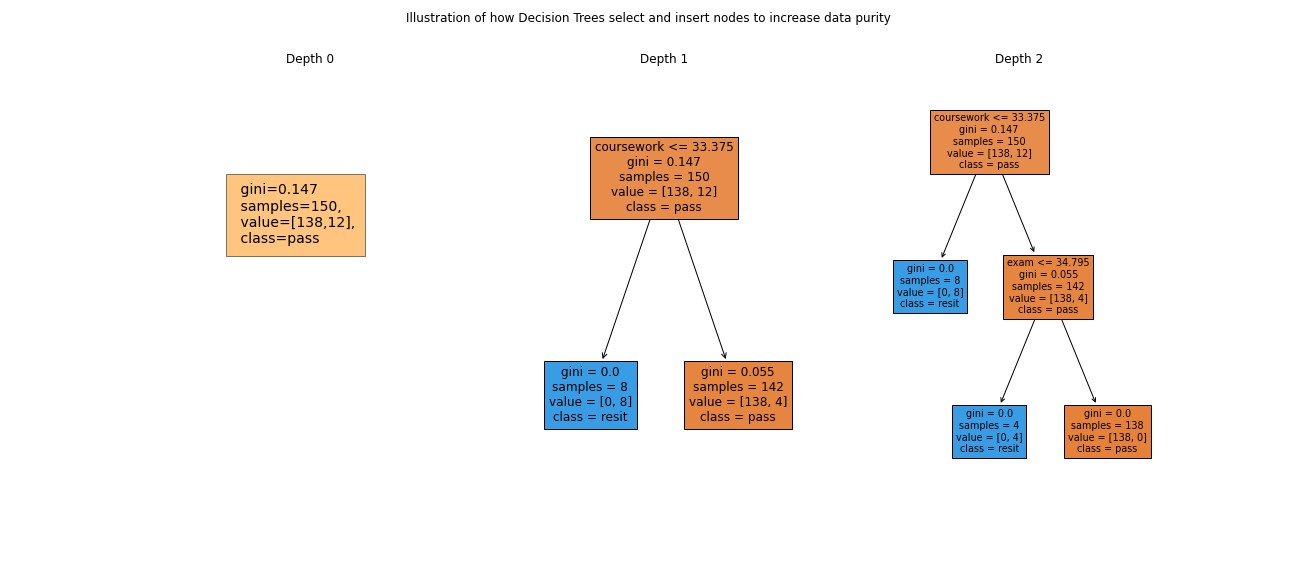 Illustration of how Decision Trees select and insert nodes to increase data purity
Depth 0
gini=0.147
samples=150,
value=[138,12],
class=pass
Depth 1
coursework <= 33.375
gini = 0.147
samples = 150
value = [138, 12]
class = pass
gini = 0.0
samples = 8
value = [0, 8]
class = resit
gini = 0.055
samples = 142
value = [138, 4]
class = pass
Depth 2
coursework <= 33.375
gini = 0.147
samples = 150
value = [138, 12]
class = pass
gini = 0.0
samples = 8
value = [0, 8]
class = resit
exam <= 34.795
gini = 0.055
samples = 142
value = [138, 4]
class = pass
gini = 0.0
samples = 4
value = [0, 4]
class = resit
gini = 0.0
samples = 138
value = [138, 0]
class = pass